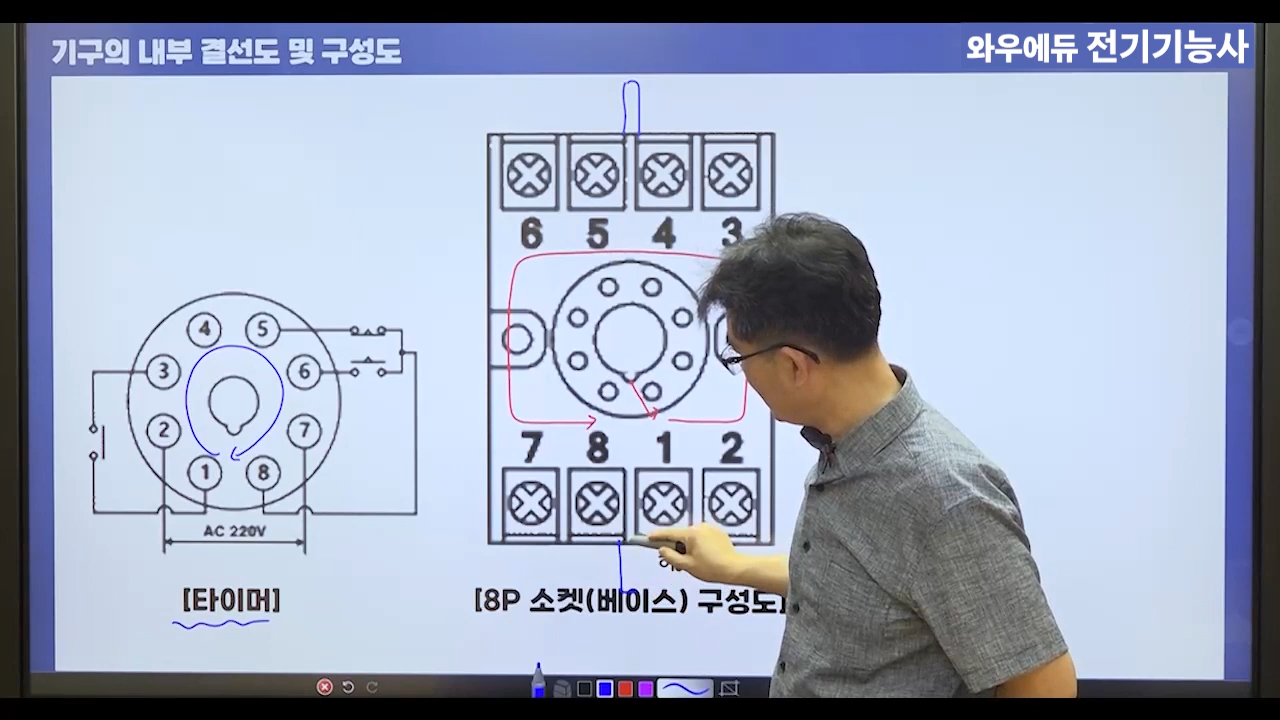 기구의 내부 결선도 및 구성도
와우에듀 전기기능사
6 5 4 3
4 5
3 6
2 7
1 8
7 8 1 2
AC 220V
[타이머]
[8P 소켓(베이스) 구성도]